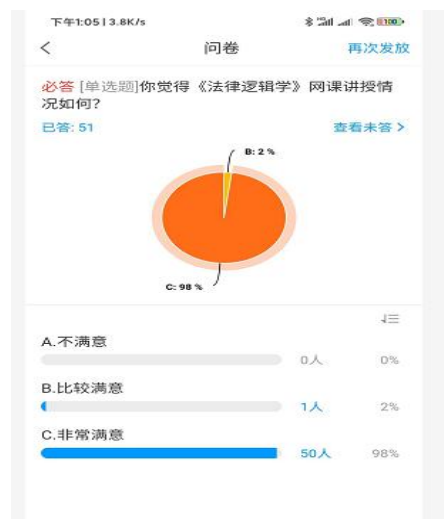 下午1:05 | 3.8K/s
100
问卷
再次发放
必答 [单选题]你觉得《法律逻辑学》网课讲授情
况如何?
已答: 51
查看未答
B: 2 %
C: 98 %
A.不满意
0人 0%
B.比较满意
1人 2%
C.非常满意
50人 98%